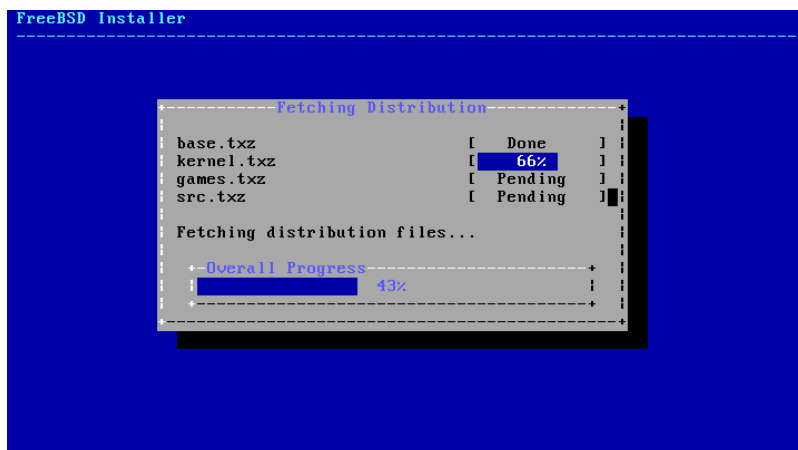 FreeBSD Installer
Fetching Distribution
base.txz [ Done ]
kernel.txz [ 66% ]
games.txz [ Pending ]
src.txz [ Pending ]
Fetching distribution files...
Overall Progress
43%